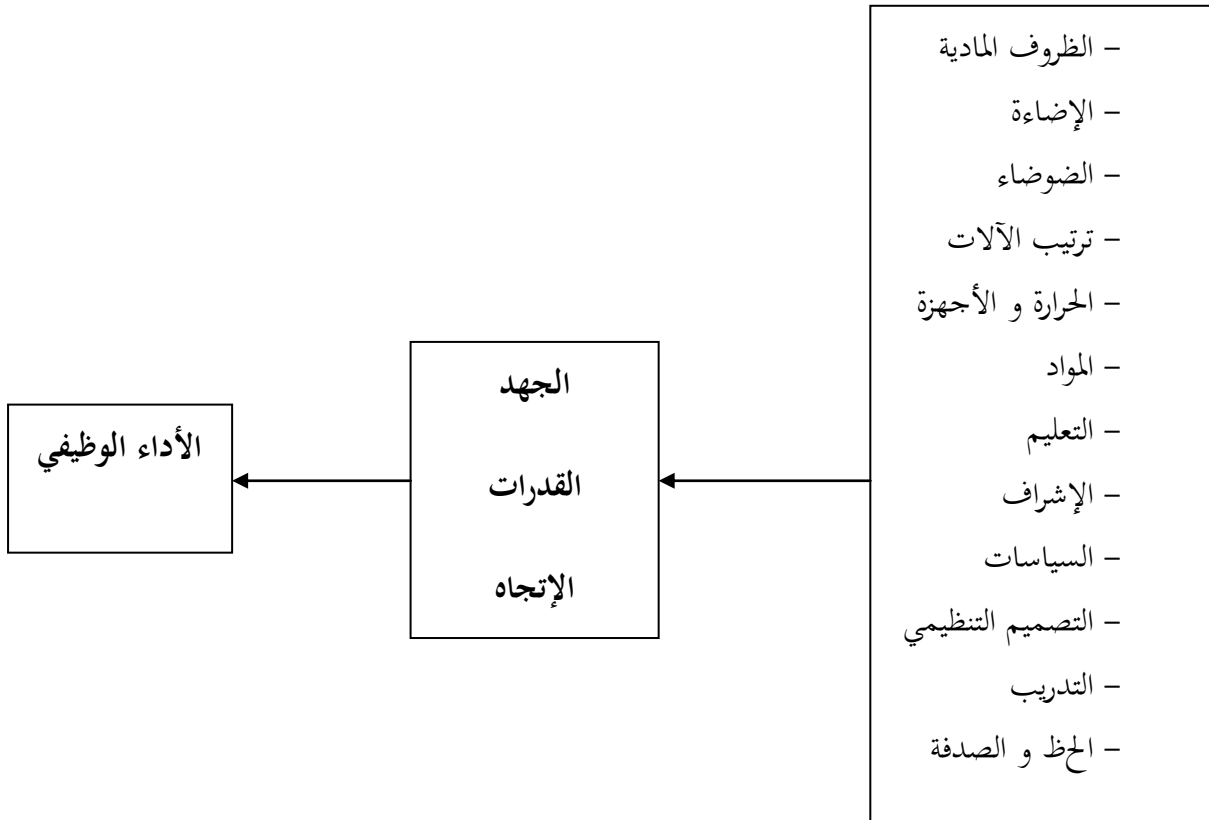 – الظروف المادية
– الإضاءة
– الضوضاء
– ترتيب الآلات
– الحرارة و الأجهزة
– المواد
– التعليم
– الإشراف
– السياسات
– التصميم التنظيمي
– التدريب
– الحظ و الصدفة
الجهد
القدرات
الإتجاه
الأداء الوظيفي